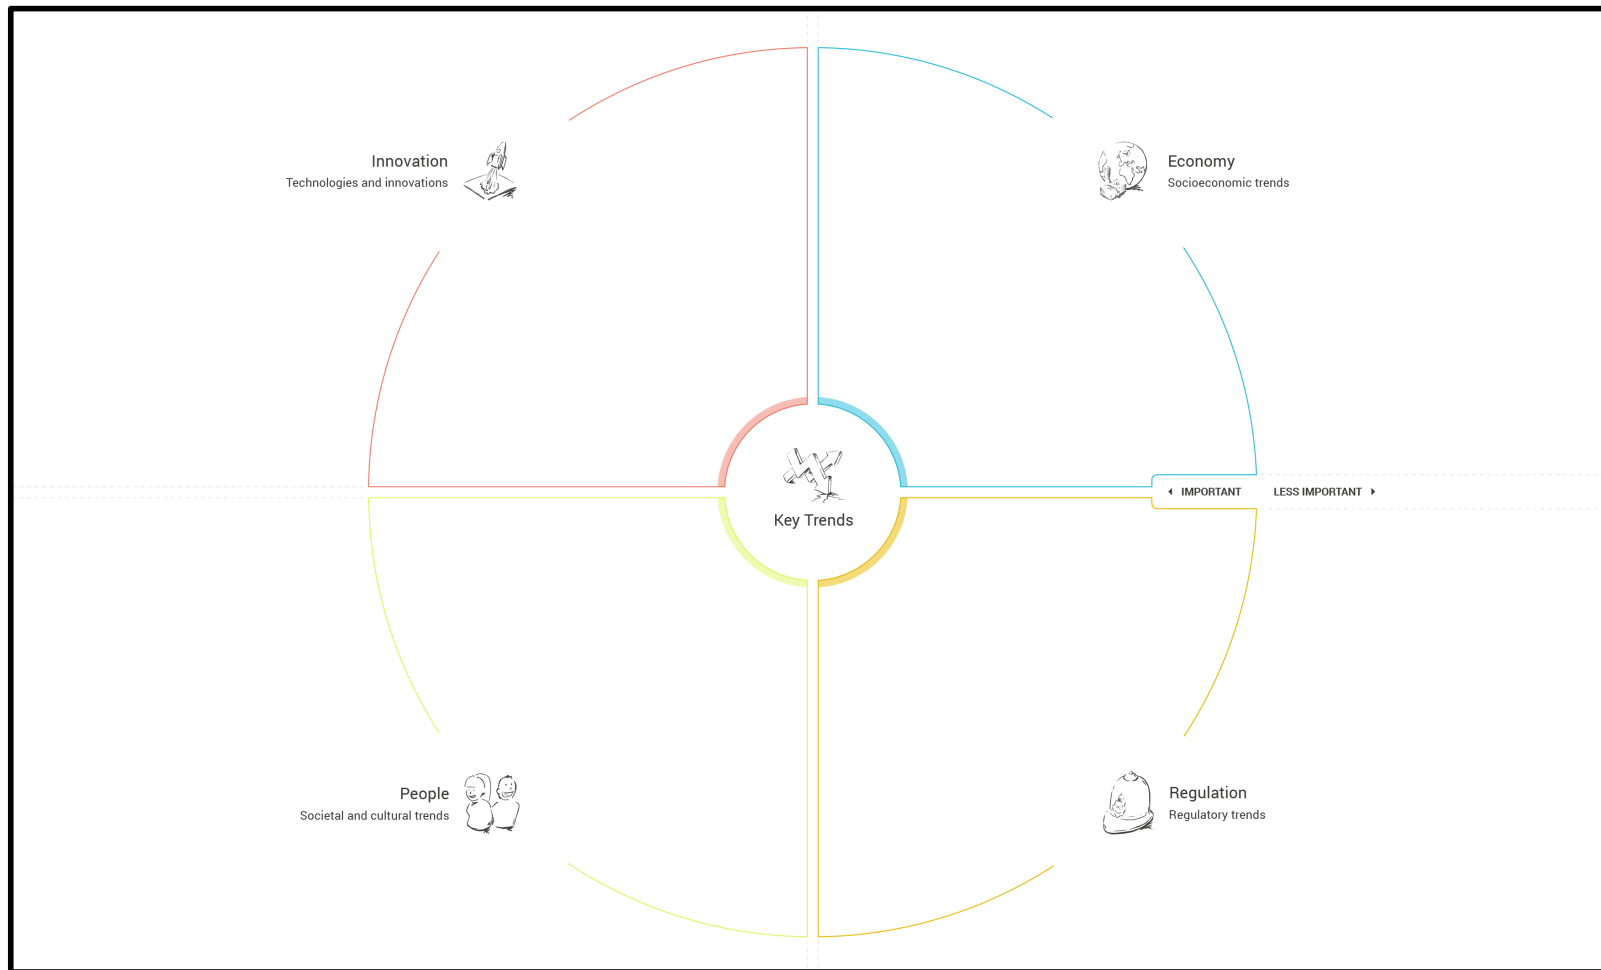 Innovation
Technologies and innovations
Economy
Socioeconomic trends
Key Trends
IMPORTANT
LESS IMPORTANT
People
Societal and cultural trends
Regulation
Regulatory trends